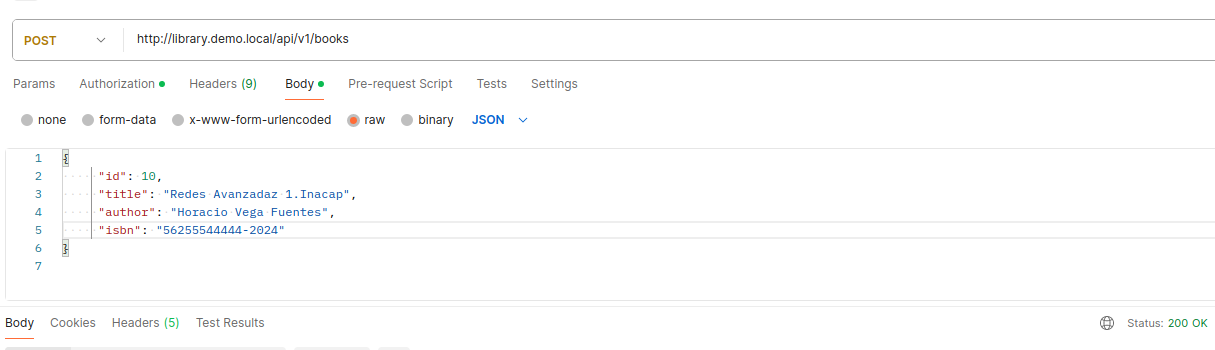 POST http://library.demo.local/api/v1/books
Params Authorization Headers (9) Body Pre-request Script Tests Settings
none form-data x-www-form-urlencoded raw binary JSON
1 {
2 "id": 10,
3 "title": "Redes Avanzadaz 1.Inacap",
4 "author": "Horacio Vega Fuentes",
5 "isbn": "56255544444-2024"
6 }
7
Body Cookies Headers (5) Test Results Status: 200 OK